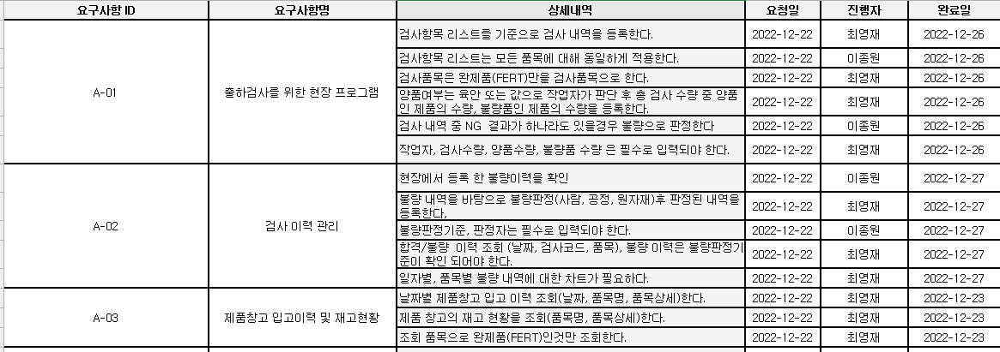 요구사항 ID 요구사항명 상세내역 요청일 진행자 완료일
A-01 출하검사를 위한 현장 프로그램
검사항목 리스트를 기준으로 검사 내역을 등록한다. 2022-12-22 최영재 2022-12-26
검사항목 리스트는 모든 품목에 대해 동일하게 적용한다. 2022-12-22 이종원 2022-12-26
검사품목은 완제품(FERT)만을 검사품목으로 한다. 2022-12-22 최영재 2022-12-26
양품여부는 육안 또는 값으로 작업자가 판단 후 총 검사 수량 중 양품
인 제품의 수량, 불량품인 제품의 수량을 등록한다. 2022-12-22 최영재 2022-12-26
검사 내역 중 NG 결과가 하나라도 있을경우 불량으로 판정한다 2022-12-22 이종원 2022-12-26
작업자, 검사수량, 양품수량, 불량품 수량 은 필수로 입력되야 한다. 2022-12-22 최영재 2022-12-26
A-02 검사 이력 관리
현장에서 등록 한 불량이력을 확인 2022-12-22 이종원 2022-12-27
불량 내역을 바탕으로 불량판정(사람, 공정, 원자재)후 판정된 내역을
등록한다, 2022-12-22 최영재 2022-12-27
불량판정기준, 판정자는 필수로 입력되야 한다. 2022-12-22 이종원 2022-12-27
합격/불량 이력 조회 (날짜, 검사코드, 품목), 불량 이력은 불량판정기
준이 확인 되어야 한다. 2022-12-22 최영재 2022-12-27
일자별, 품목별 불량 내역에 대한 차트가 필요하다. 2022-12-22 최영재 2022-12-27
A-03 제품창고 입고이력 및 재고현황
날짜별 제품창고 입고 이력 조회(날짜, 품목명, 품목상세)한다. 2022-12-22 최영재 2022-12-23
제품 창고의 재고 현황을 조회(품목명, 품목상세)한다. 2022-12-22 최영재 2022-12-23
조회 품목으로 완제품(FERT)인것만 조회한다. 2022-12-22 최영재 2022-12-23